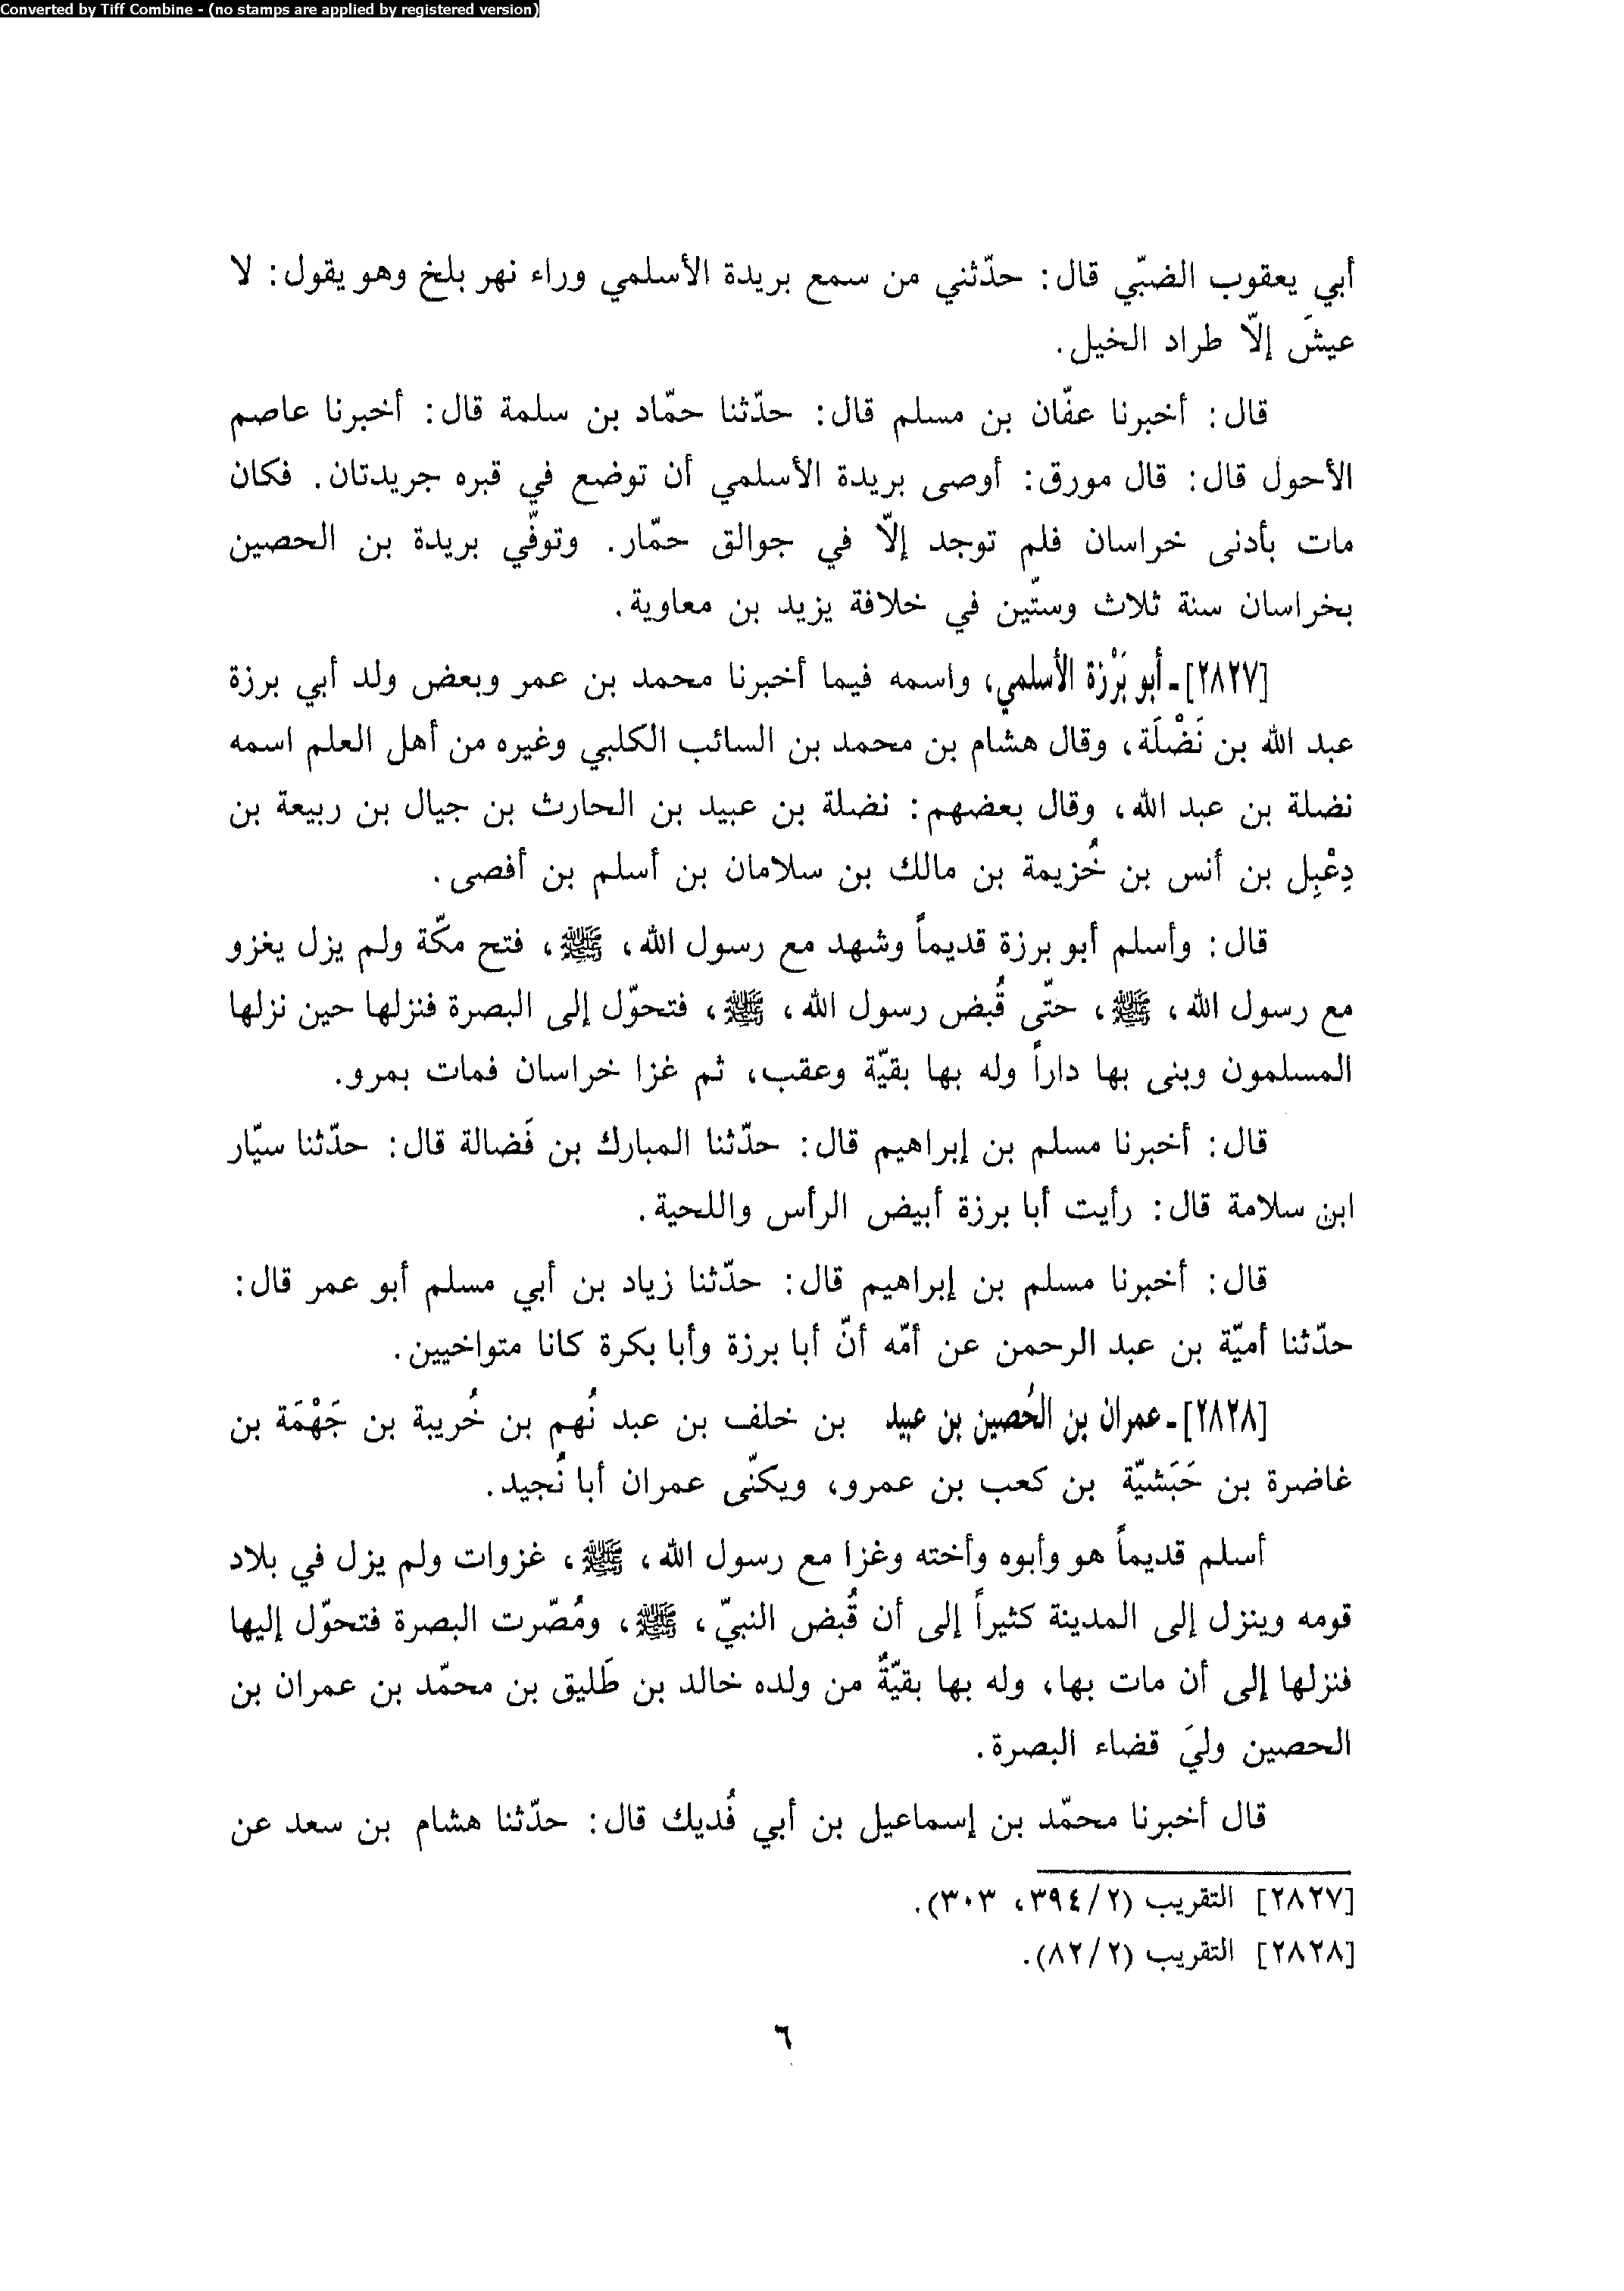 Converted by Tiff Combine - (no stamps are applied by registered version)
أبي يعقوب الضبّي قال: حدّثني من سمع بريدة الأسلمي وراء نهر بلخ وهو يقول: لا
عيشَ إلّا طراد الخيل.
قال: أخبرنا عفّان بن مسلم قال: حدّثنا حمّاد بن سلمة قال: أخبرنا عاصم
الأحول قال: قال مورق: أوصى بريدة الأسلمي أن توضع في قبره جريدتان. فكان
مات بأدنى خراسان فلم توجد إلّا في جوالق حمّار. وتوفّي بريدة بن الحصين
بخراسان سنة ثلاث وستّين في خلافة يزيد بن معاوية.
[٢٨٢٧]ـ أبو بَرْزة الأسلمي، واسمه فيما أخبرنا محمد بن عمر وبعض ولد أبي برزة
عبد الله بن نَضْلَة، وقال هشام بن محمد بن السائب الكلبي وغيره من أهل العلم اسمه
نضلة بن عبد الله، وقال بعضهم: نضلة بن عبيد بن الحارث بن جيال بن ربيعة بن
دِعْبِل بن أنس بن خُزيمة بن مالك بن سلامان بن أسلم بن أفصى.
قال: وأسلم أبو برزة قديماً وشهد مع رسول الله، ﷺ، فتح مكّة ولم يزل يغزو
مع رسول الله، ﷺ، حتّى قُبض رسول الله، ﷺ، فتحوّل إلى البصرة فنزلها حين نزلها
المسلمون وبنى بها داراً وله بها بقيّة وعقب، ثم غزا خراسان فمات بمرو.
قال: أخبرنا مسلم بن إبراهيم قال: حدّثنا المبارك بن فَضالة قال: حدّثنا سيّار
ابن سلامة قال: رأيت أبا برزة أبيض الرأس واللحية.
قال: أخبرنا مسلم بن إبراهيم قال: حدّثنا زياد بن أبي مسلم أبو عمر قال:
حدّثنا أميّة بن عبد الرحمن عن أمّه أنّ أبا برزة وأبا بكرة كانا متواخيين.
[٢٨٢٨]ـ عمران بن الحُصين بن عبيد بن خلف بن عبد نُهم بن خُريبة بن جَهْمَة بن
غاضرة بن حَبَشيّة بن كعب بن عمرو، ويكنّى عمران أبا نُجيد.
أسلم قديماً هو وأبوه وأخته وغزا مع رسول الله، ﷺ، غزوات ولم يزل في بلاد
قومه وينزل إلى المدينة كثيراً إلى أن قُبض النبيّ، ﷺ، ومُصّرت البصرة فتحوّل إليها
فنزلها إلى أن مات بها، وله بها بقيّةٌ من ولده خالد بن طَليق بن محمّد بن عمران بن
الحصين وليَ قضاء البصرة.
قال أخبرنا محمّد بن إسماعيل بن أبي فُديك قال: حدّثنا هشام بن سعد عن
[٢٨٢٧] التقريب (٣٩٤/٢، ٣٠٣).
[٢٨٢٨] التقريب (٨٢/٢).
٦